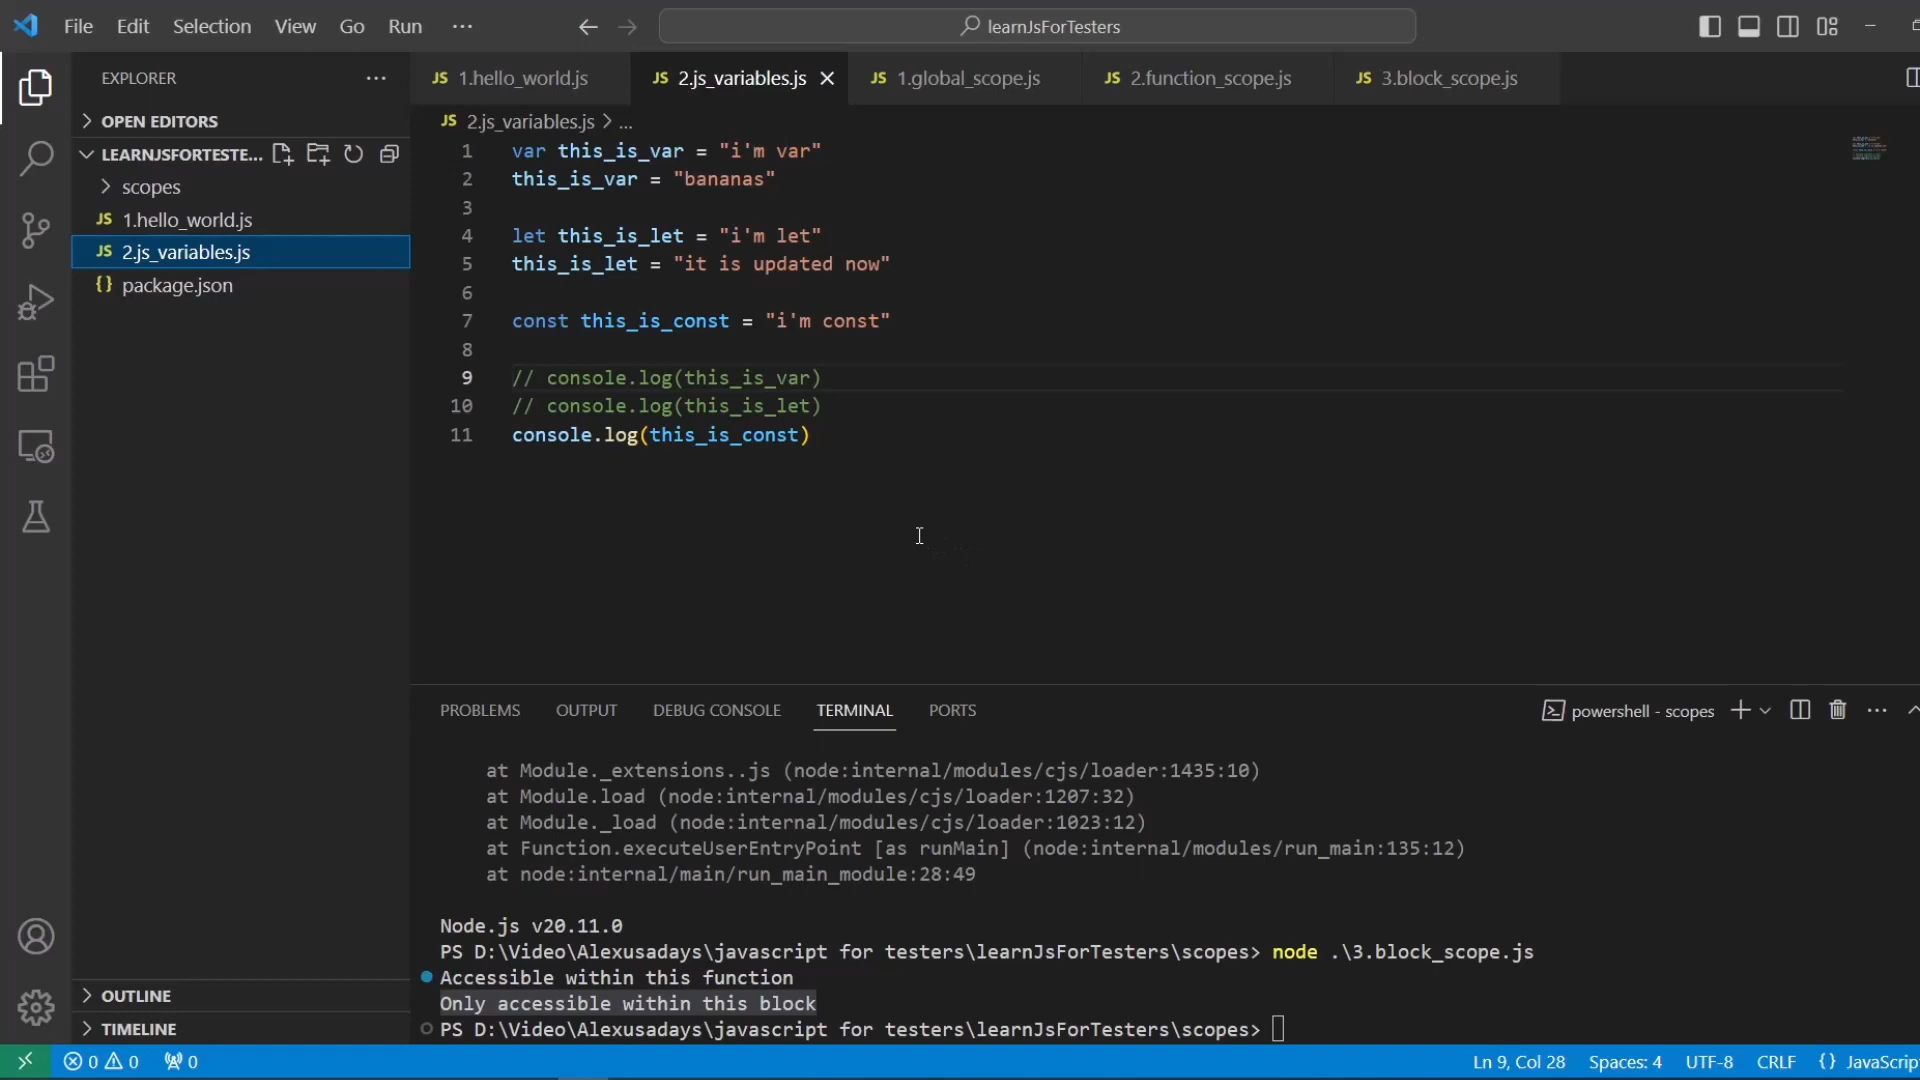 File Edit Selection View Go Run ···
learnJsForTesters
EXPLORER ···
OPEN EDITORS
LEARNJSFORTESTE...
scopes
JS 1.hello_world.js
JS 2.js_variables.js
{} package.json
OUTLINE
TIMELINE
JS 1.hello_world.js JS 2.js_variables.js JS 1.global_scope.js JS 2.function_scope.js JS 3.block_scope.js
JS 2.js_variables.js > ...
1 var this_is_var = "i'm var"
2 this_is_var = "bananas"
3
4 let this_is_let = "i'm let"
5 this_is_let = "it is updated now"
6
7 const this_is_const = "i'm const"
8
9 // console.log(this_is_var)
10 // console.log(this_is_let)
11 console.log(this_is_const)
PROBLEMS OUTPUT DEBUG CONSOLE TERMINAL PORTS
powershell - scopes
at Module._extensions..js (node:internal/modules/cjs/loader:1435:10)
at Module.load (node:internal/modules/cjs/loader:1207:32)
at Module._load (node:internal/modules/cjs/loader:1023:12)
at Function.executeUserEntryPoint [as runMain] (node:internal/modules/run_main:135:12)
at node:internal/main/run_main_module:28:49
Node.js v20.11.0
PS D:\Video\Alexusadays\javascript for testers\learnJsForTesters\scopes> node .\3.block_scope.js
Accessible within this function
Only accessible within this block
PS D:\Video\Alexusadays\javascript for testers\learnJsForTesters\scopes>
0 0 0
Ln 9, Col 28 Spaces: 4 UTF-8 CRLF {} JavaScrip